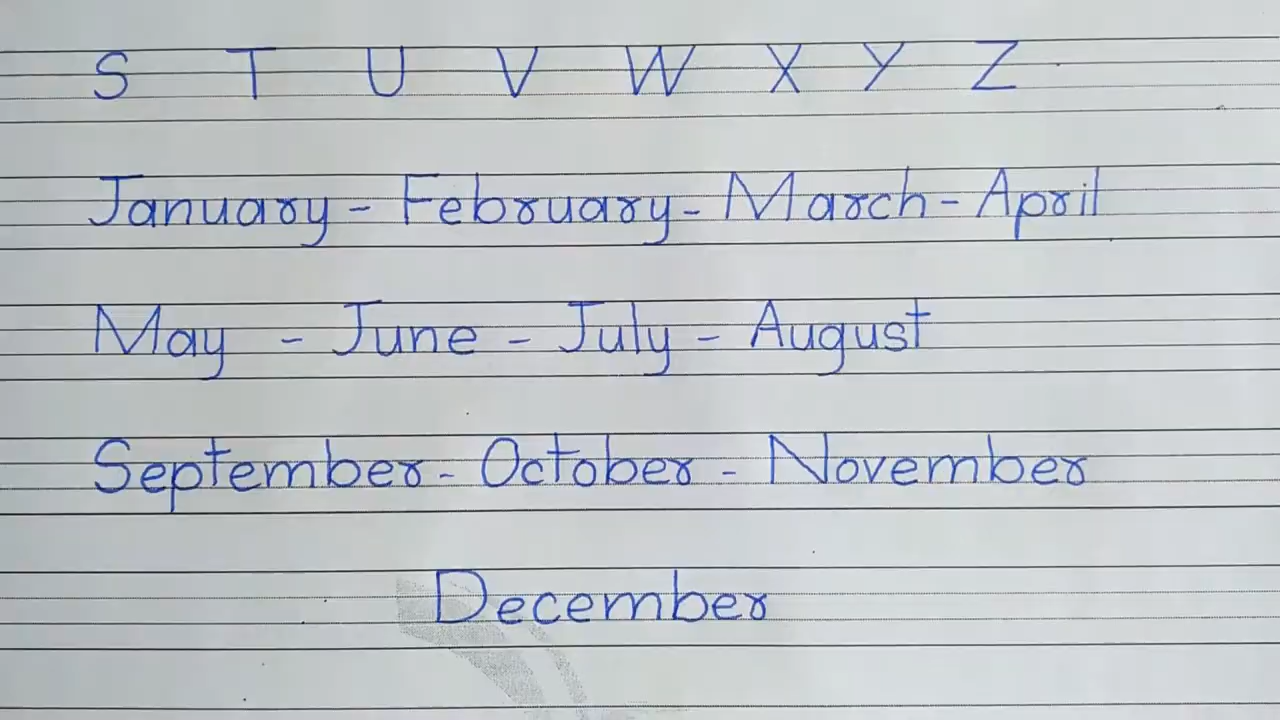 S T U V W X Y Z
January - February - March - April
May - June - July - August
September - October - November
December